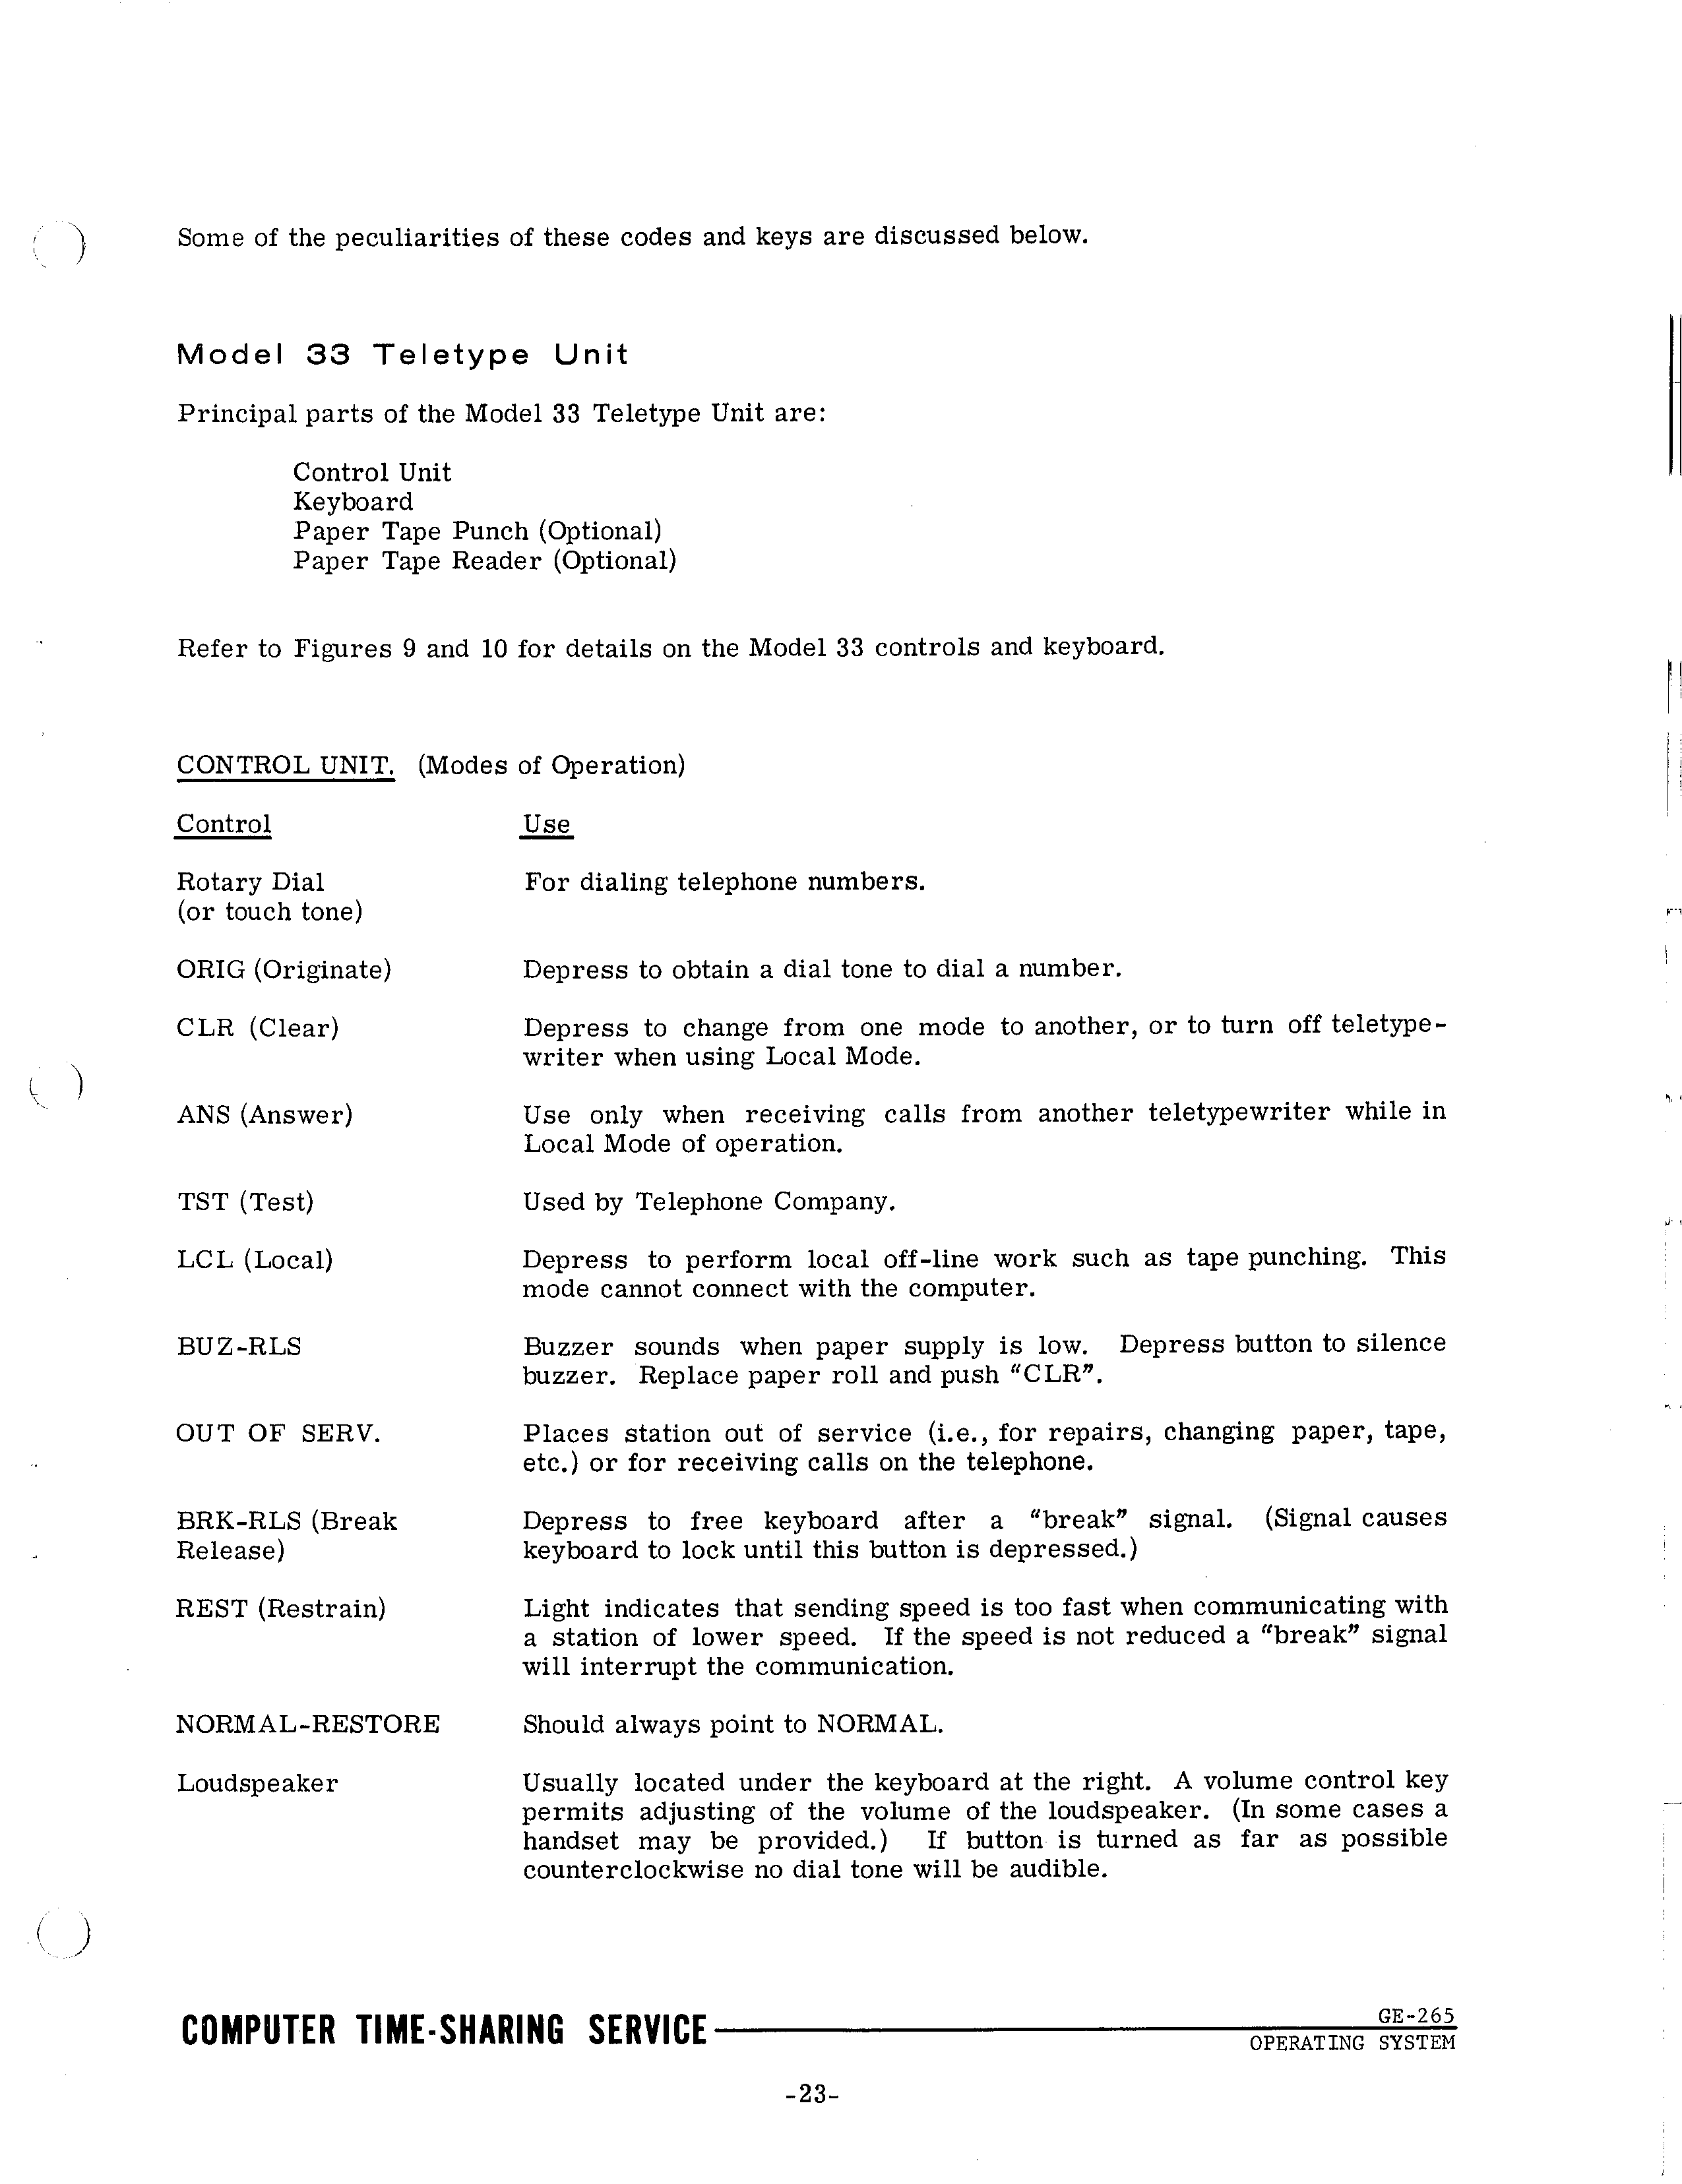 Some of the peculiarities of these codes and keys are discussed below.
Model 33 Teletype Unit
Principal parts of the Model 33 Teletype Unit are:
Control Unit
Keyboard
Paper Tape Punch (Optional)
Paper Tape Reader (Optional)
Refer to Figures 9 and 10 for details on the Model 33 controls and keyboard.
CONTROL UNIT. (Modes of Operation)
Control Use
Rotary Dial For dialing telephone numbers.
(or touch tone)
ORIG (Originate) Depress to obtain a dial tone to dial a number.
CLR (Clear) Depress to change from one mode to another, or to turn off teletype-
writer when using Local Mode.
ANS (Answer) Use only when receiving calls from another teletypewriter while in
Local Mode of operation.
TST (Test) Used by Telephone Company.
LCL (Local) Depress to perform local off-line work such as tape punching. This
mode cannot connect with the computer.
BUZ-RLS Buzzer sounds when paper supply is low. Depress button to silence
buzzer. Replace paper roll and push “CLR”.
OUT OF SERV. Places station out of service (i.e., for repairs, changing paper, tape,
etc.) or for receiving calls on the telephone.
BRK-RLS (Break Depress to free keyboard after a “break” signal. (Signal causes
Release) keyboard to lock until this button is depressed.)
REST (Restrain) Light indicates that sending speed is too fast when communicating with
a station of lower speed. If the speed is not reduced a “break” signal
will interrupt the communication.
NORMAL-RESTORE Should always point to NORMAL.
Loudspeaker Usually located under the keyboard at the right. A volume control key
permits adjusting of the volume of the loudspeaker. (In some cases a
handset may be provided.) If button is turned as far as possible
counterclockwise no dial tone will be audible.
COMPUTER TIME-SHARING SERVICE GE-265
OPERATING SYSTEM
-23-